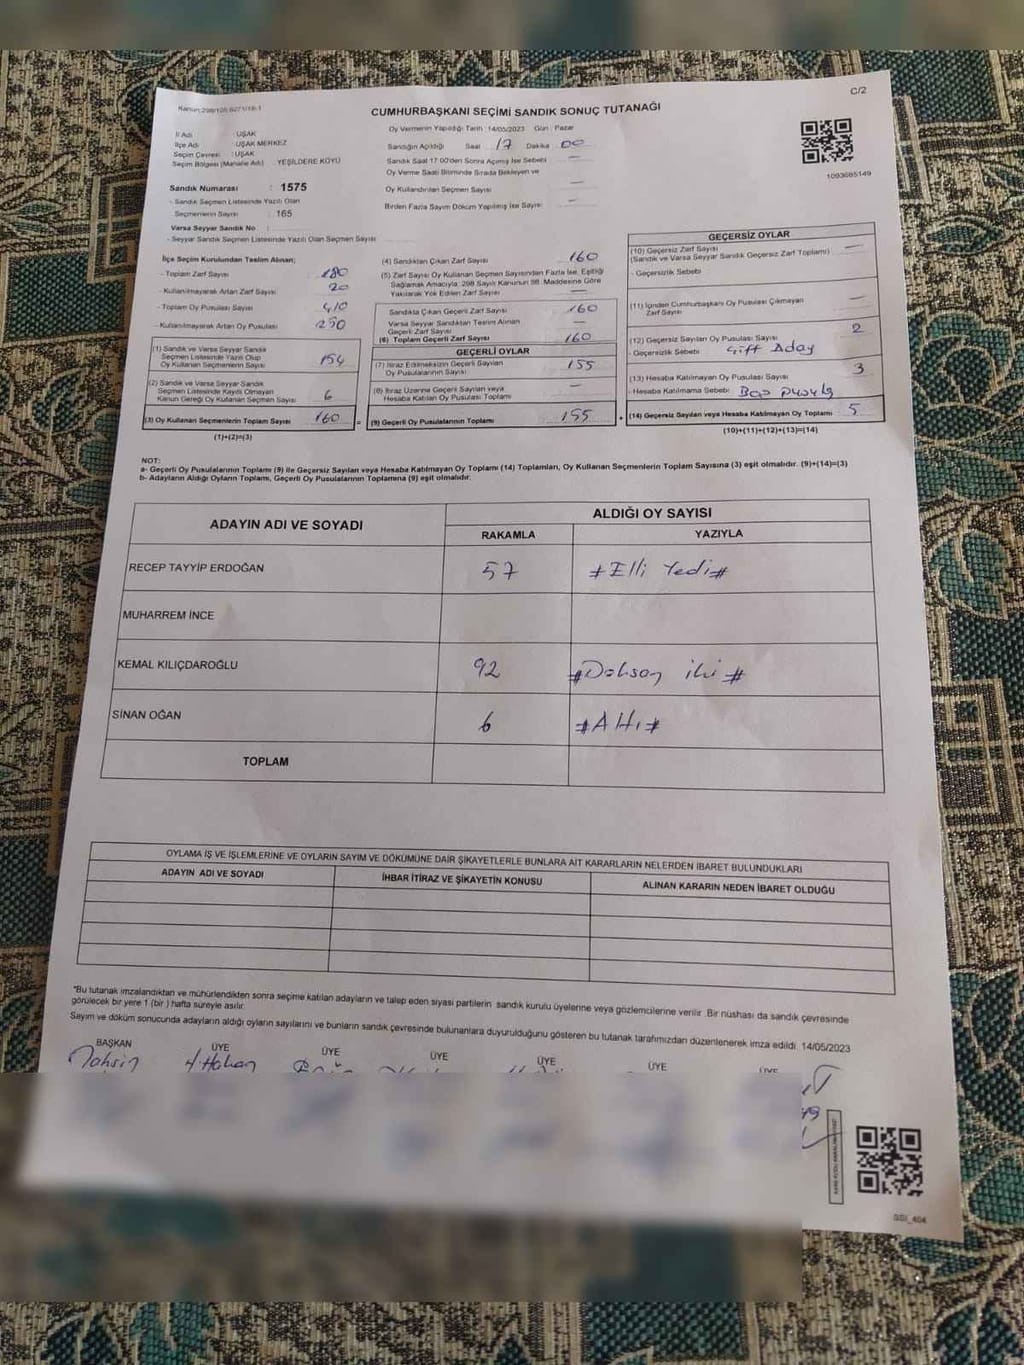 Kanun:298/105,6271/18-1
C/2
CUMHURBAŞKANI SEÇİMİ SANDIK SONUÇ TUTANAĞI
İl Adı : UŞAK
İlçe Adı : UŞAK MERKEZ
Seçim Çevresi : UŞAK
Seçim Bölgesi (Mahalle Adı) YEŞİLDERE KÖYÜ
Sandık Numarası : 1575
- Sandık Seçmen Listesinde Yazılı Olan
Seçmenlerin Sayısı : 165
Varsa Seyyar Sandık No :
- Seyyar Sandık Seçmen Listesinde Yazılı Olan Seçmen Sayısı
Oy Vermenin Yapıldığı Tarih : 14/05/2023 Gün : Pazar
Sandığın Açıldığı Saat 17 Dakika 00
Sandık Saat 17.00'den Sonra Açılmış İse Sebebi —
Oy Verme Saati Bitiminde Sırada Bekleyen ve
Oy Kullandırılan Seçmen Sayısı —
Birden Fazla Sayım Döküm Yapılmış İse Sayısı —
1093685149
İlçe Seçim Kurulundan Teslim Alınan;
- Toplam Zarf Sayısı 180
- Kullanılmayarak Artan Zarf Sayısı 20
- Toplam Oy Pusulası Sayısı 410
- Kullanılmayarak Artan Oy Pusulası 250
(1) Sandık ve Varsa Seyyar Sandık
Seçmen Listesinde Yazılı Olup
Oy Kullanan Seçmenlerin Sayısı 154
(2) Sandık ve Varsa Seyyar Sandık
Seçmen Listesinde Kayıtlı Olmayan
Kanun Gereği Oy Kullanan Seçmen Sayısı 6
(3) Oy Kullanan Seçmenlerin Toplam Sayısı 160
(1)+(2)=(3)
(4) Sandıktan Çıkan Zarf Sayısı 160
(5) Zarf Sayısı Oy Kullanan Seçmen Sayısından Fazla İse, Eşitliği
Sağlamak Amacıyla; 298 Sayılı Kanunun 98. Maddesine Göre
Yakılarak Yok Edilen Zarf Sayısı —
Sandıkta Çıkan Geçerli Zarf Sayısı 160
Varsa Seyyar Sandıktan Teslim Alınan
Geçerli Zarf Sayısı —
(6) Toplam Geçerli Zarf Sayısı 160
GEÇERLİ OYLAR
(7) İtiraz Edilmeksizin Geçerli Sayılan
Oy Pusulalarının Sayısı 155
(8) İtiraz Üzerine Geçerli Sayılan veya
Hesaba Katılan Oy Pusulası Toplamı —
= (9) Geçerli Oy Pusulalarının Toplamı 155
GEÇERSİZ OYLAR
(10) Geçersiz Zarf Sayısı —
(Sandık ve Varsa Seyyar Sandık Geçersiz Zarf Toplamı)
- Geçersizlik Sebebi
(11) İçinden Cumhurbaşkanı Oy Pusulası Çıkmayan
Zarf Sayısı —
(12) Geçersiz Sayılan Oy Pusulası Sayısı 2
- Geçersizlik Sebebi Çift Aday
(13) Hesaba Katılmayan Oy Pusulası Sayısı 3
- Hesaba Katılmama Sebebi Boş pusula
+ (14) Geçersiz Sayılan veya Hesaba Katılmayan Oy Toplamı 5
(10)+(11)+(12)+(13)=(14)
NOT:
a- Geçerli Oy Pusulalarının Toplamı (9) ile Geçersiz Sayılan veya Hesaba Katılmayan Oy Toplamı (14) Toplamları, Oy Kullanan Seçmenlerin Toplam Sayısına (3) eşit olmalıdır. (9)+(14)=(3)
b- Adayların Aldığı Oyların Toplamı, Geçerli Oy Pusulalarının Toplamına (9) eşit olmalıdır.
ADAYIN ADI VE SOYADI
ALDIĞI OY SAYISI
RAKAMLA YAZIYLA
RECEP TAYYİP ERDOĞAN 57 #Elli Yedi#
MUHARREM İNCE
KEMAL KILIÇDAROĞLU 92 #Doksan iki#
SİNAN OĞAN 6 #Altı#
TOPLAM
OYLAMA İŞ VE İŞLEMLERİNE VE OYLARIN SAYIM VE DÖKÜMÜNE DAİR ŞİKAYETLERLE BUNLARA AİT KARARLARIN NELERDEN İBARET BULUNDUKLARI
ADAYIN ADI VE SOYADI İHBAR İTİRAZ VE ŞİKAYETİN KONUSU ALINAN KARARIN NEDEN İBARET OLDUĞU
*Bu tutanak imzalandıktan ve mühürlendikten sonra seçime katılan adayların ve talep eden siyasi partilerin sandık kurulu üyelerine veya gözlemcilerine verilir. Bir nüshası da sandık çevresinde
görülecek bir yere 1 (bir) hafta süreyle asılır.
Sayım ve döküm sonucunda adayların aldığı oyların sayılarını ve bunların sandık çevresinde bulunanlara duyurulduğunu gösteren bu tutanak tarafımızdan düzenlenerek imza edildi. 14/05/2023
BAŞKAN ÜYE ÜYE ÜYE ÜYE ÜYE ÜYE
Tahsin H.Hakan
GSI_404